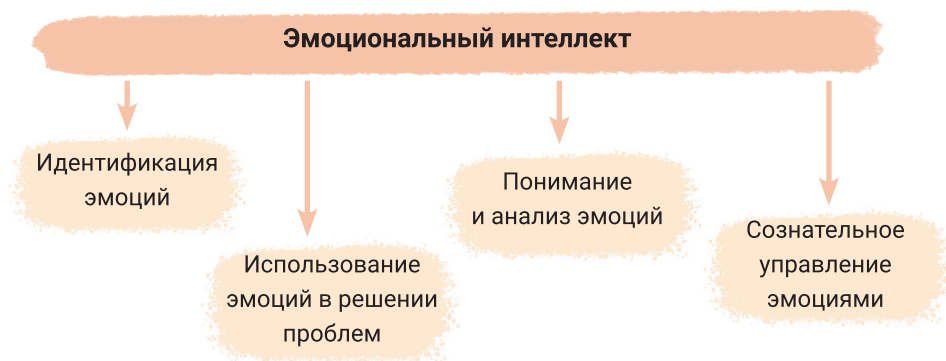 Эмоциональный интеллект
Идентификация
эмоций
Использование
эмоций в решении
проблем
Понимание
и анализ эмоций
Сознательное
управление
эмоциями